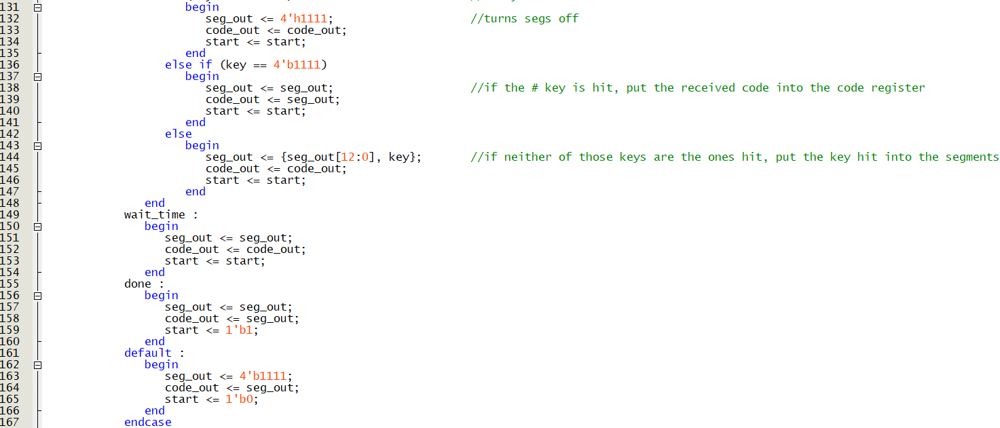 131 begin
132 seg_out <= 4'h1111; //turns segs off
133 code_out <= code_out;
134 start <= start;
135 end
136 else if (key == 4'b1111)
137 begin
138 seg_out <= seg_out; //if the # key is hit, put the received code into the code register
139 code_out <= seg_out;
140 start <= start;
141 end
142 else
143 begin
144 seg_out <= {seg_out[12:0], key}; //if neither of those keys are the ones hit, put the key hit into the segments
145 code_out <= code_out;
146 start <= start;
147 end
148 end
149 wait_time :
150 begin
151 seg_out <= seg_out;
152 code_out <= code_out;
153 start <= start;
154 end
155 done :
156 begin
157 seg_out <= seg_out;
158 code_out <= seg_out;
159 start <= 1'b1;
160 end
161 default :
162 begin
163 seg_out <= 4'b1111;
164 code_out <= seg_out;
165 start <= 1'b0;
166 end
167 endcase